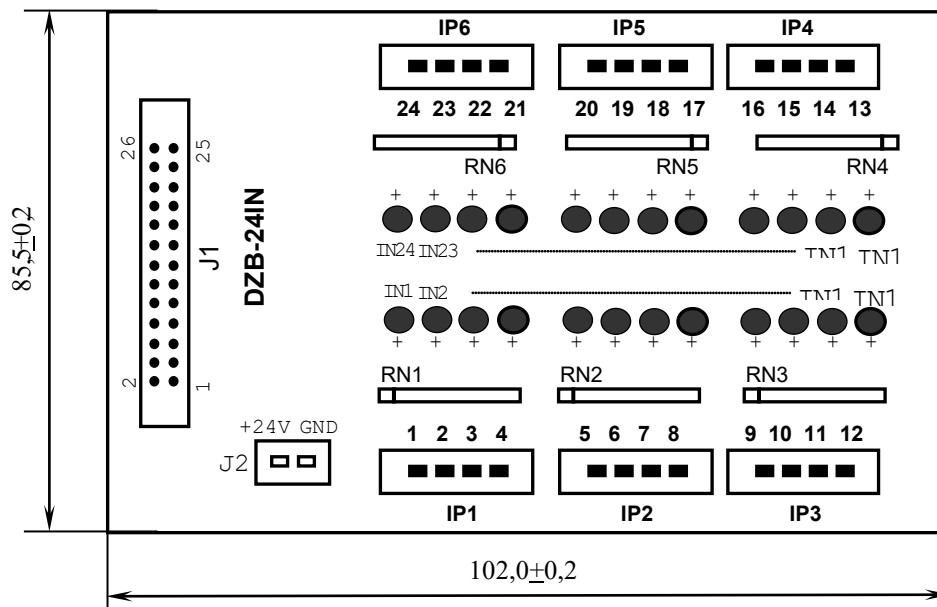 IP6 IP5 IP4
24 23 22 21 20 19 18 17 16 15 14 13
RN6 RN5 RN4
+ + + + + + + + + + + +
IN24 IN23
IN1 IN2
+ + + + + + + + + + + +
RN1 RN2 RN3
1 2 3 4 5 6 7 8 9 10 11 12
IP1 IP2 IP3
26 25
J1
2 1
DZB-24IN
+24V GND
J2
85,5±0,2
102,0±0,2